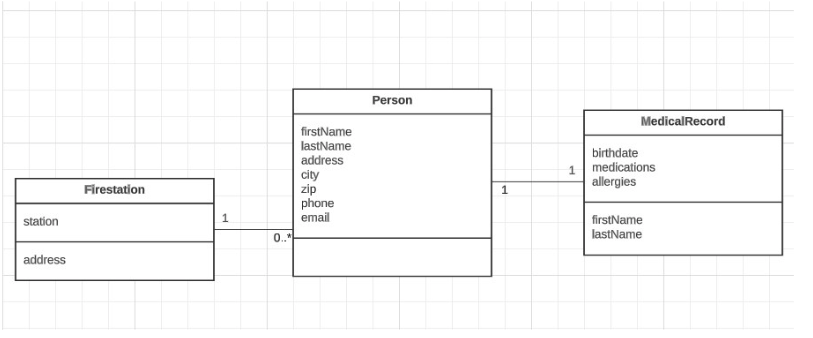 Person
firstName
lastName
address
city
zip
phone
email
MedicalRecord
birthdate
medications
allergies
firstName
lastName
Firestation
station
address
1
0..*
1
1